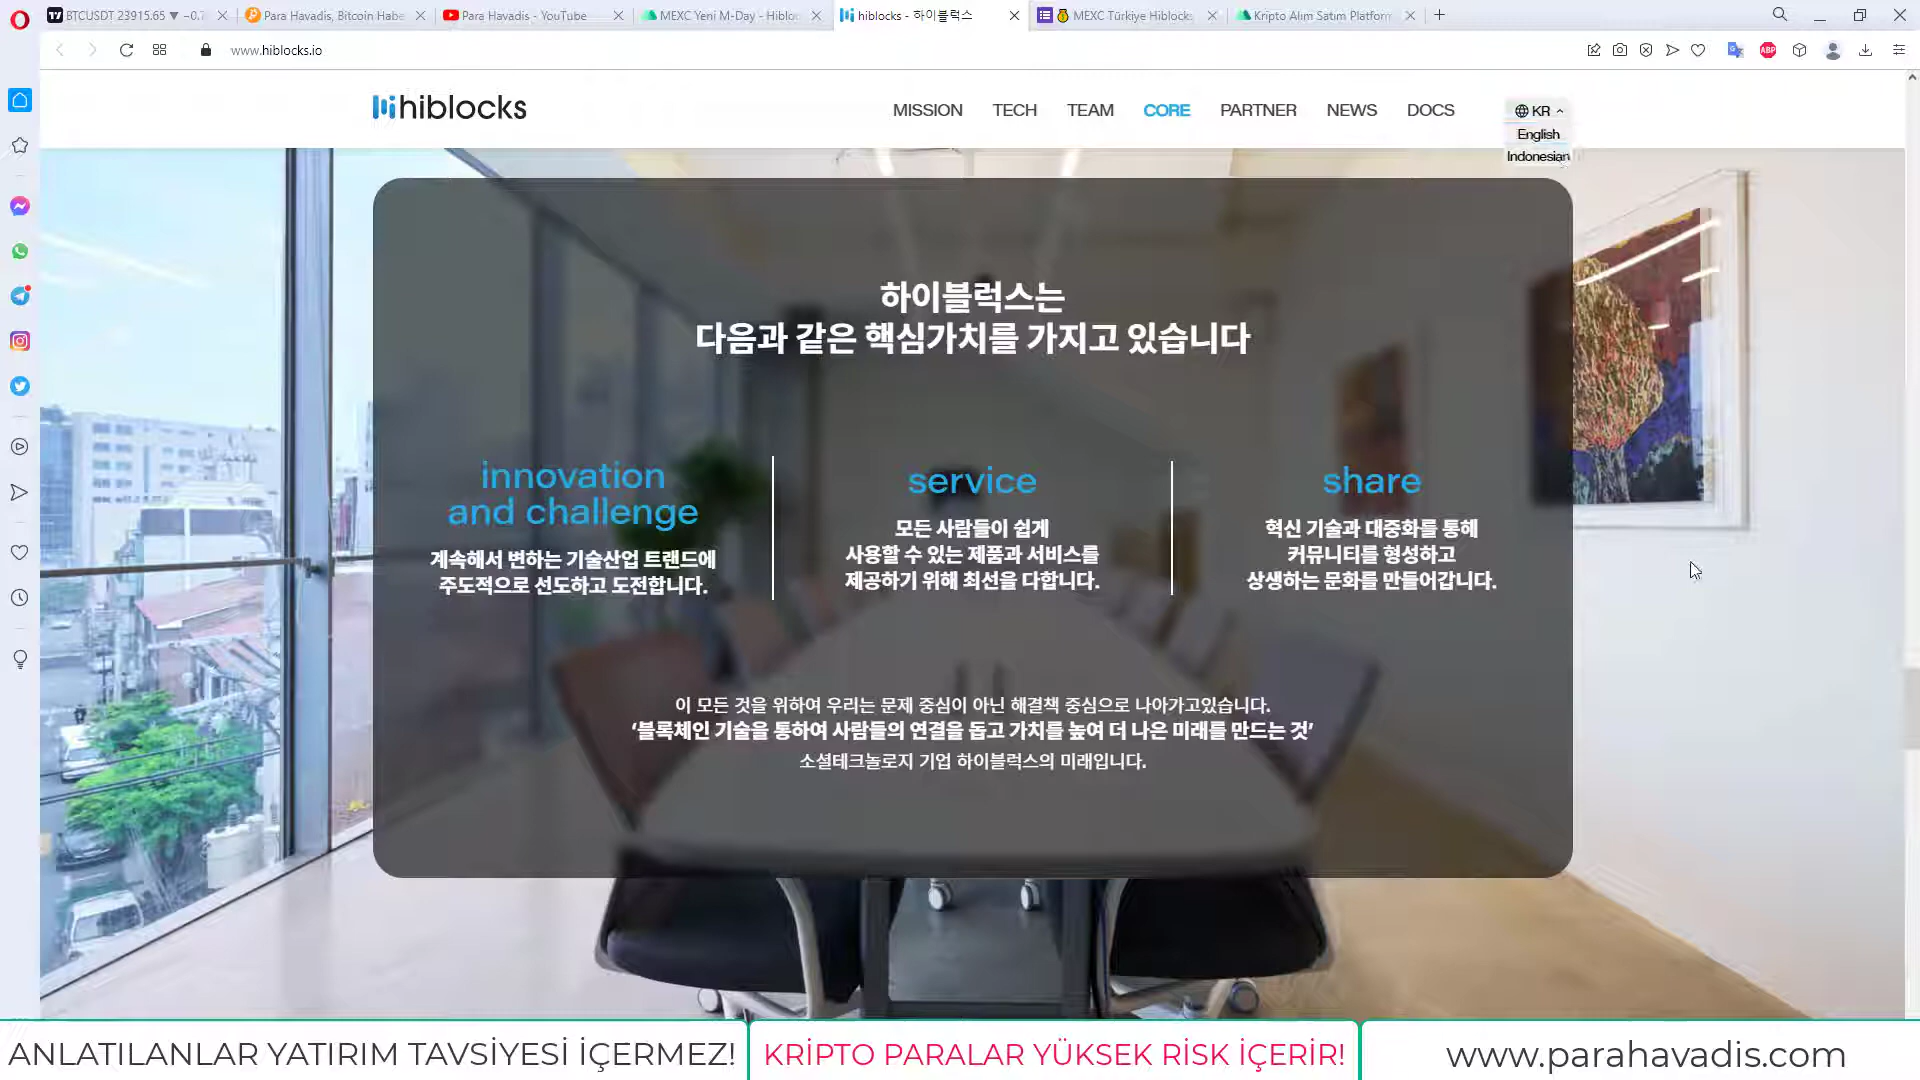 BTCUSDT 23915.65 ▼ −0.7
Para Havadis, Bitcoin Habe
Para Havadis - YouTube
MEXC Yeni M-Day - Hibloc
hiblocks - 하이블럭스
MEXC Türkiye Hiblocks
Kripto Alım Satım Platform
www.hiblocks.io
ABP
hiblocks
MISSION TECH TEAM CORE PARTNER NEWS DOCS
KR
English
Indonesian
하이블럭스는
다음과 같은 핵심가치를 가지고 있습니다
innovation
and challenge
계속해서 변하는 기술산업 트랜드에
주도적으로 선도하고 도전합니다.
service
모든 사람들이 쉽게
사용할 수 있는 제품과 서비스를
제공하기 위해 최선을 다합니다.
share
혁신 기술과 대중화를 통해
커뮤니티를 형성하고
상생하는 문화를 만들어갑니다.
이 모든 것을 위하여 우리는 문제 중심이 아닌 해결책 중심으로 나아가고있습니다.
‘블록체인 기술을 통하여 사람들의 연결을 돕고 가치를 높여 더 나은 미래를 만드는 것’
소셜테크놀로지 기업 하이블럭스의 미래입니다.
ANLATILANLAR YATIRIM TAVSİYESİ İÇERMEZ!
KRİPTO PARALAR YÜKSEK RİSK İÇERİR!
www.parahavadis.com